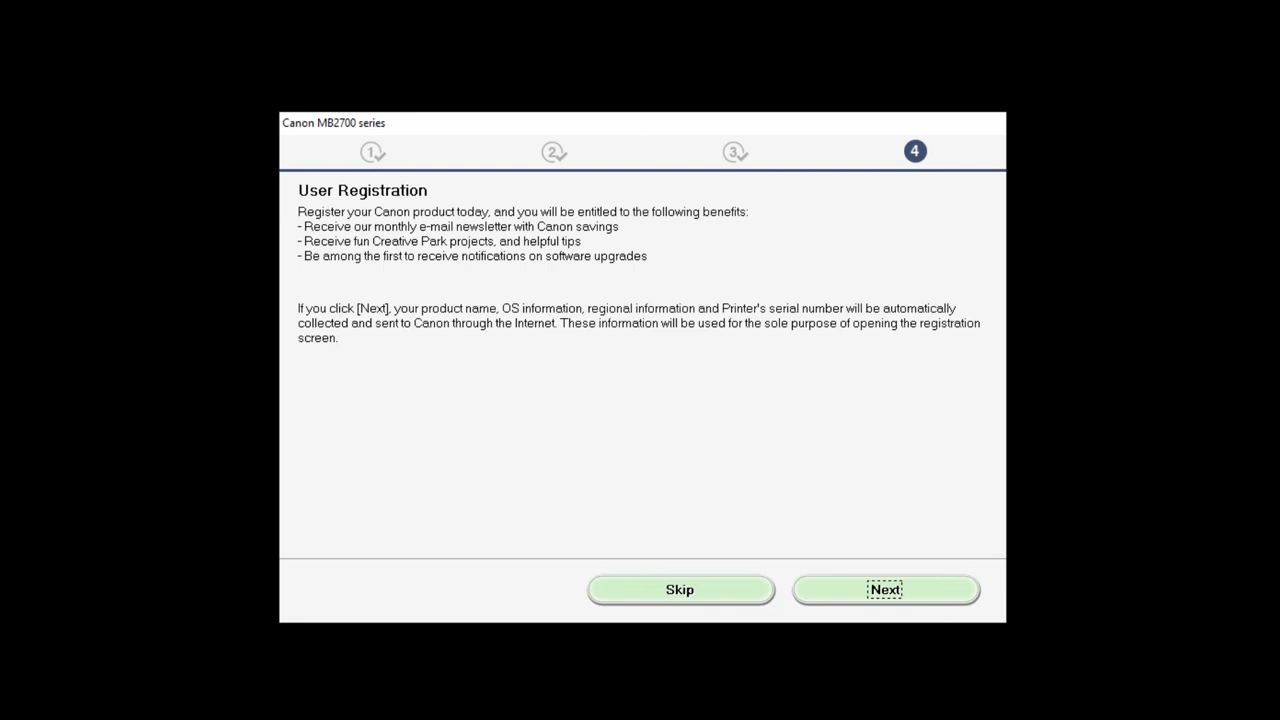 Canon MB2700 series
1 2 3 4
User Registration
Register your Canon product today, and you will be entitled to the following benefits:
- Receive our monthly e-mail newsletter with Canon savings
- Receive fun Creative Park projects, and helpful tips
- Be among the first to receive notifications on software upgrades
If you click [Next], your product name, OS information, regional information and Printer's serial number will be automatically
collected and sent to Canon through the Internet. These information will be used for the sole purpose of opening the registration
screen.
Skip Next